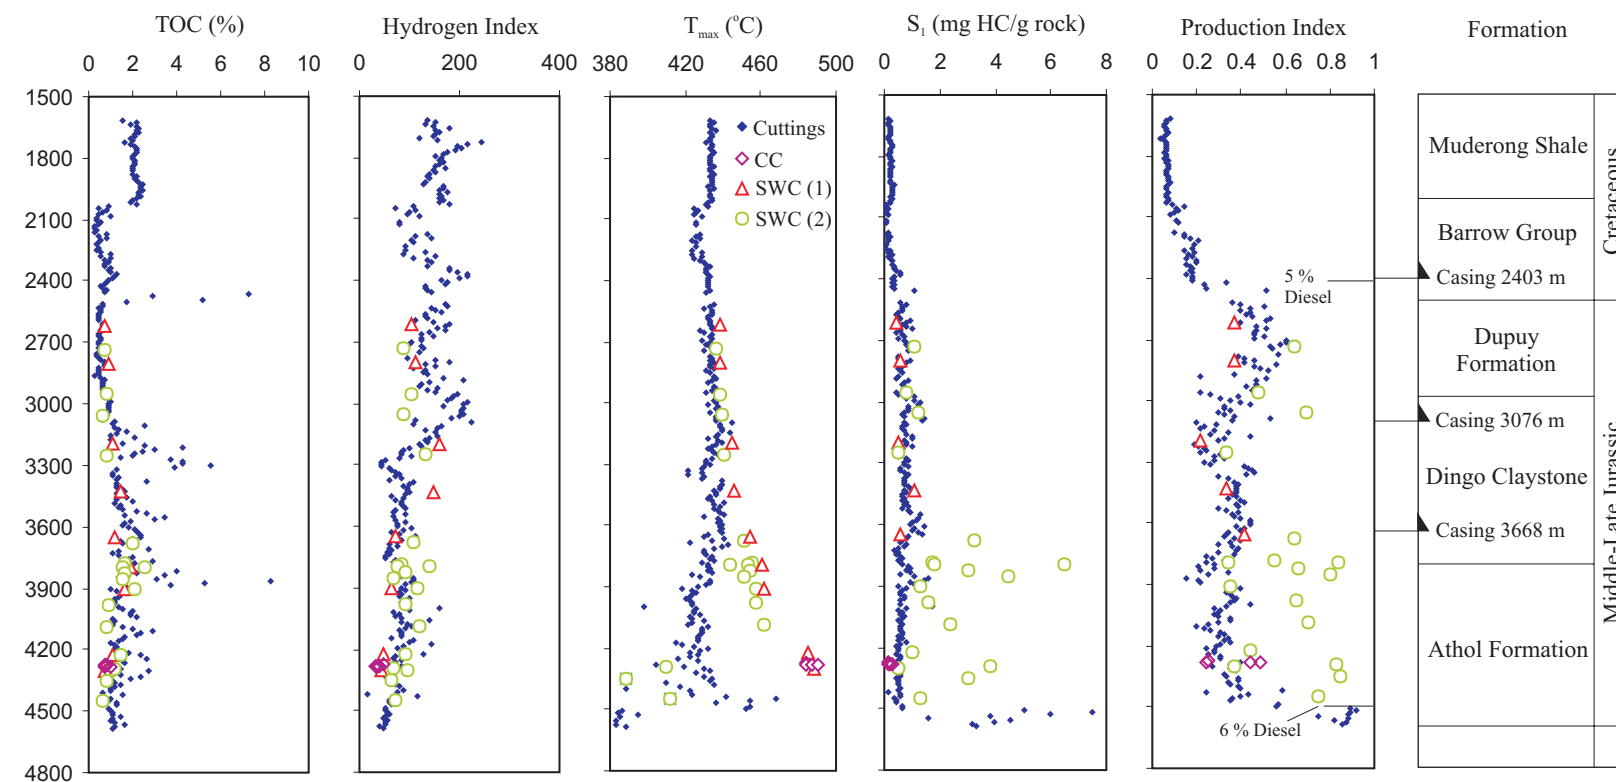 TOC (%)
Hydrogen Index
Tmax (°C)
S1 (mg HC/g rock)
Production Index
Formation
0 2 4 6 8 10
0 200 400
380 420 460 500
0 2 4 6 8
0 0.2 0.4 0.6 0.8 1
1500
1800
2100
2400
2700
3000
3300
3600
3900
4200
4500
4800
Cuttings
CC
SWC (1)
SWC (2)
5 %
Diesel
6 % Diesel
Muderong Shale
Barrow Group
Casing 2403 m
Dupuy
Formation
Casing 3076 m
Dingo Claystone
Casing 3668 m
Athol Formation
Cretaceous
Middle-Late Jurassic